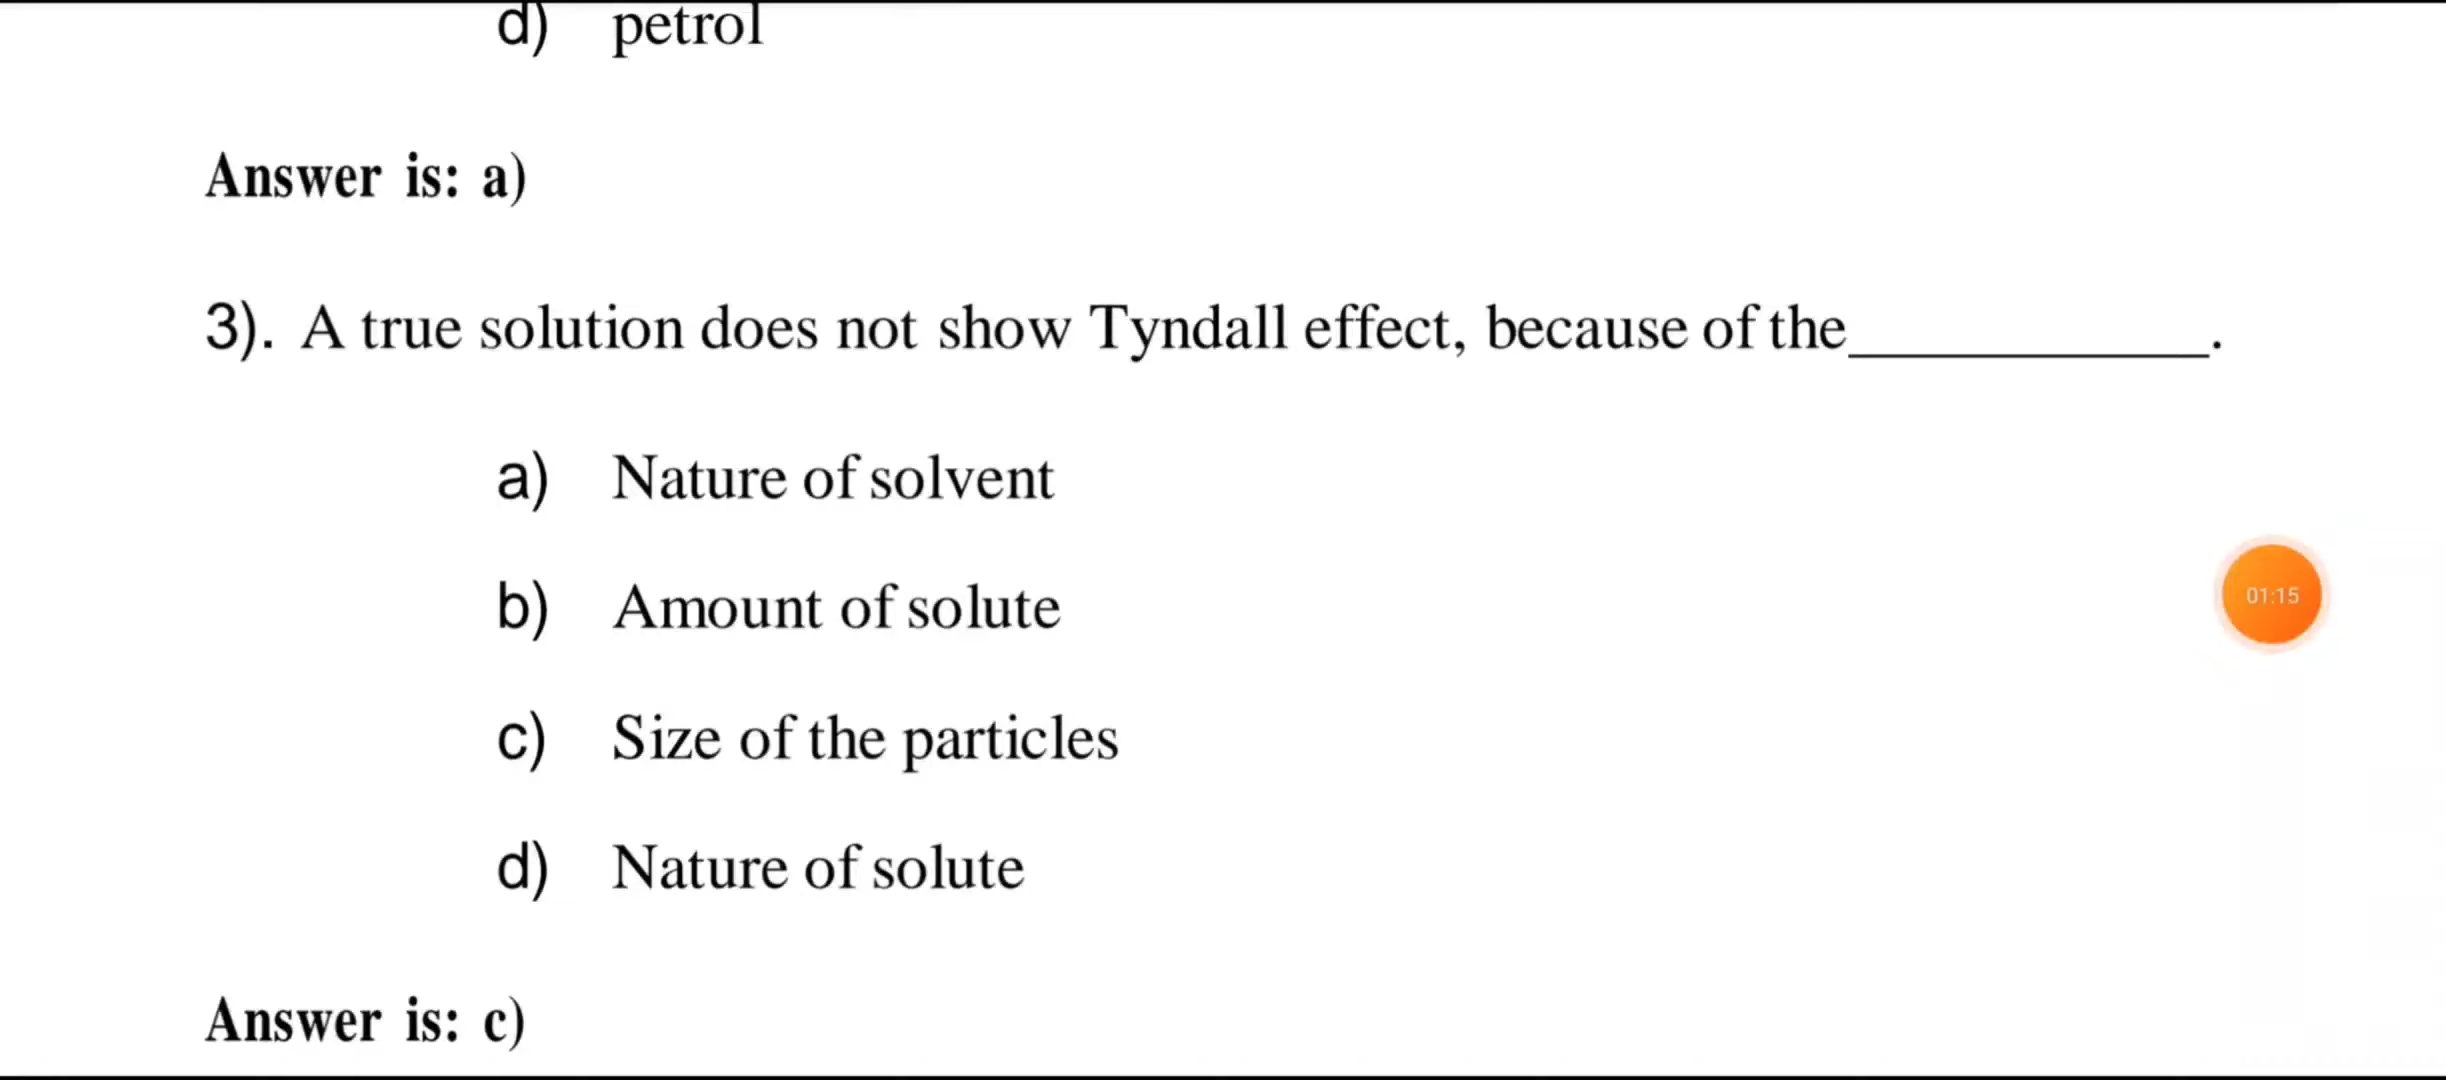 d) petrol
Answer is: a)
3). A true solution does not show Tyndall effect, because of the____________.
a) Nature of solvent
b) Amount of solute
01:15
c) Size of the particles
d) Nature of solute
Answer is: c)